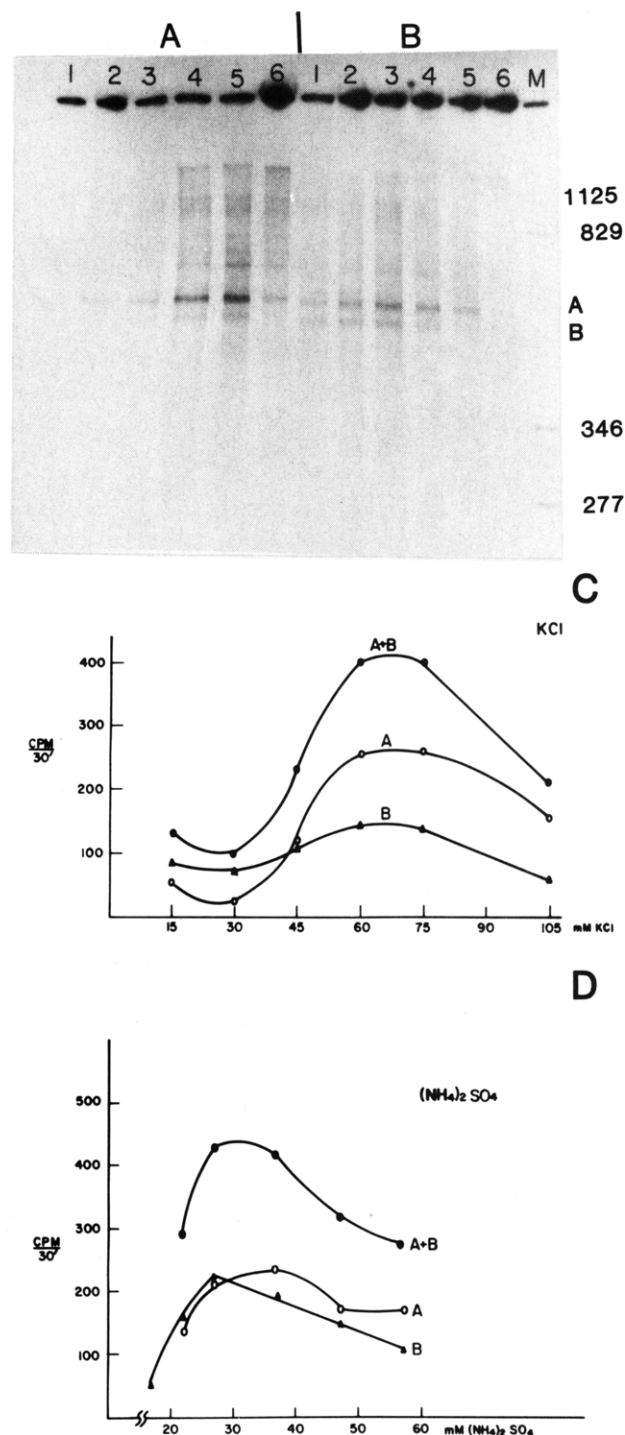 A B
1 2 3 4 5 6 1 2 3 4 5 6 M
1125
829
A
B
346
277
C
KCl
A+B
400
300
CPM
30'
A
200
B
100
15 30 45 60 75 90 105 mM KCl
D
(NH4)2 SO4
500
400
300
CPM
30'
A+B
200
A
B
100
20 30 40 50 60 mM (NH4)2 SO4